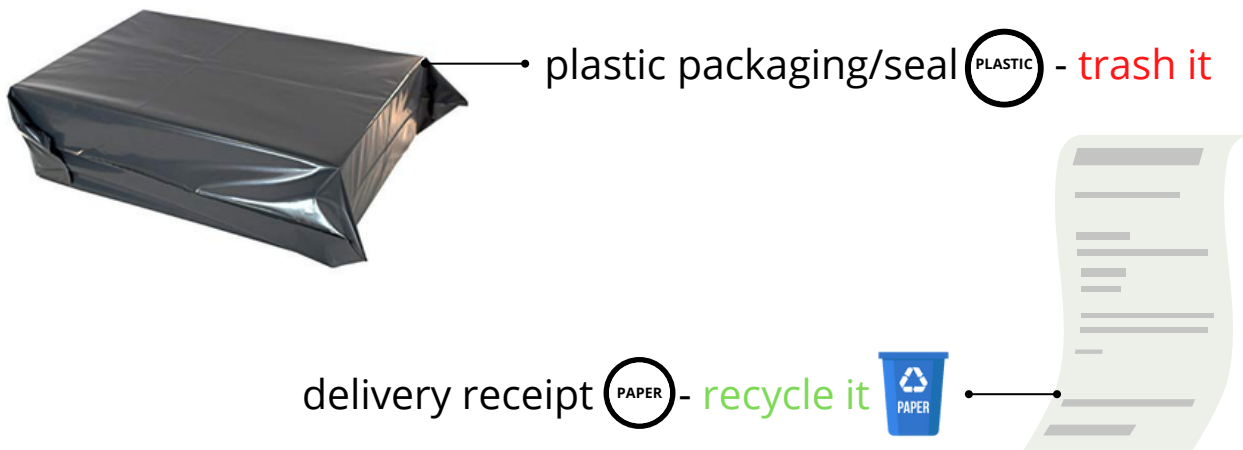 plastic packaging/seal PLASTIC - trash it
delivery receipt PAPER - recycle it PAPER